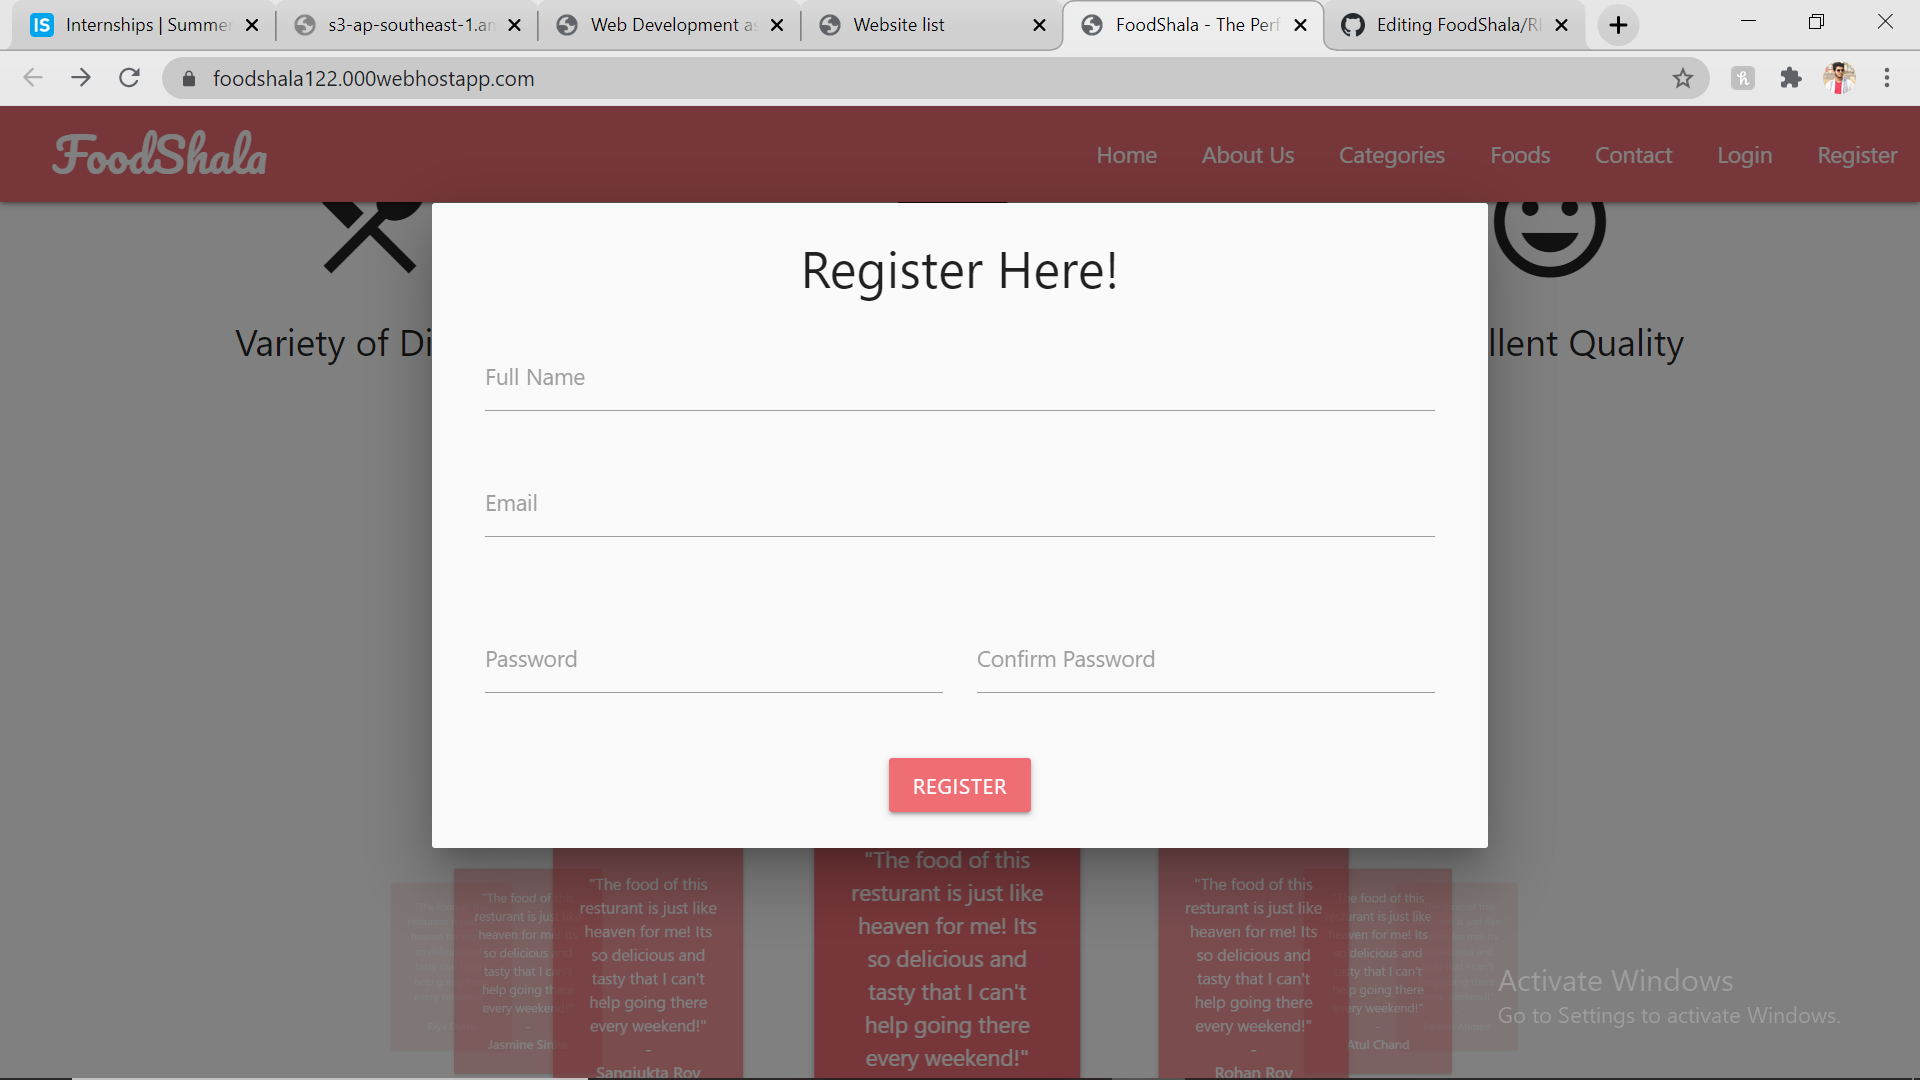 Internships | Summer
s3-ap-southeast-1.an
Web Development as
Website list
FoodShala - The Perf
Editing FoodShala/R
foodshala122.000webhostapp.com
FoodShala
Home
About Us
Categories
Foods
Contact
Login
Register
Register Here!
Variety of Di
llent Quality
Full Name
Email
Password
Confirm Password
REGISTER
"The food of
resturant is just
heaven for me! Its
so delicious
tasty that I can't
help going there
every weekend!"
-
Jasmine Sinha
"The food of this
resturant is just like
heaven for me! Its
so delicious and
tasty that I can't
help going there
every weekend!"
-
Sangjukta Roy
"The food of this
resturant is just like
heaven for me! Its
so delicious and
tasty that I can't
help going there
every weekend!"
"The food of this
resturant is just like
heaven for me! Its
so delicious and
tasty that I can't
help going there
every weekend!"
-
Rohan Roy
The food of this
resturant is just like
heaven for me! Its
so delicious and
tasty that I can't
help going there
every weekend!"
-
Atul Chand
Activate Windows
Go to Settings to activate Windows.